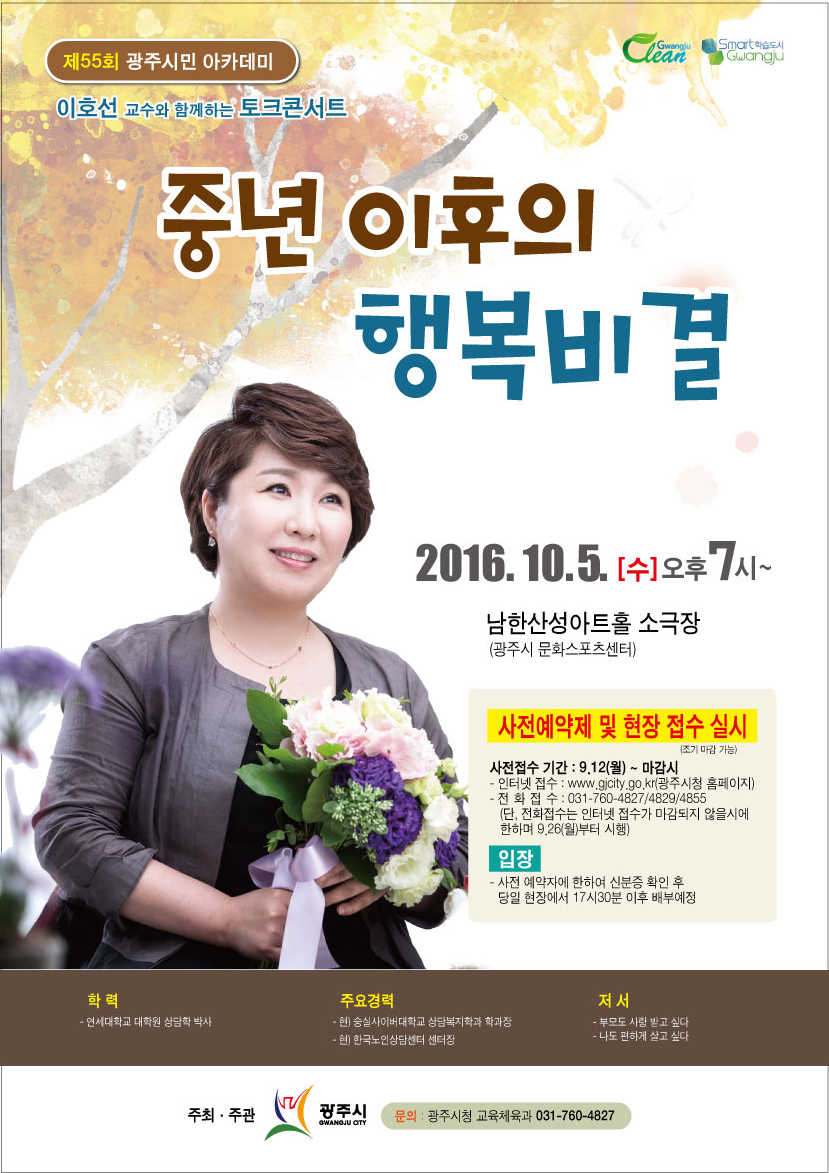 제55회 광주시민 아카데미
Gwangju
Clean
Smart 학습도시
Gwangju
이호선 교수와 함께하는 토크콘서트
중년 이후의
행복비결
2016. 10. 5. [수] 오후 7시~
남한산성아트홀 소극장
(광주시 문화스포츠센터)
사전예약제 및 현장 접수 실시
(조기 마감 가능)
사전접수 기간 : 9.12(월) ~ 마감시
- 인터넷 접수 : www.gjcity.go.kr(광주시청 홈페이지)
- 전 화 접 수 : 031-760-4827/4829/4855
(단, 전화접수는 인터넷 접수가 마감되지 않을시에
한하며 9.26(월)부터 시행)
입장
- 사전 예약자에 한하여 신분증 확인 후
당일 현장에서 17시30분 이후 배부예정
학 력
- 연세대학교 대학원 상담학 박사
주요경력
- 현) 숭실사이버대학교 상담복지학과 학과장
- 현) 한국노인상담센터 센터장
저 서
- 부모도 사랑 받고 싶다
- 나도 편하게 살고 싶다
주최 · 주관
광주시
GWANGJU CITY
문의 : 광주시청 교육체육과 031-760-4827